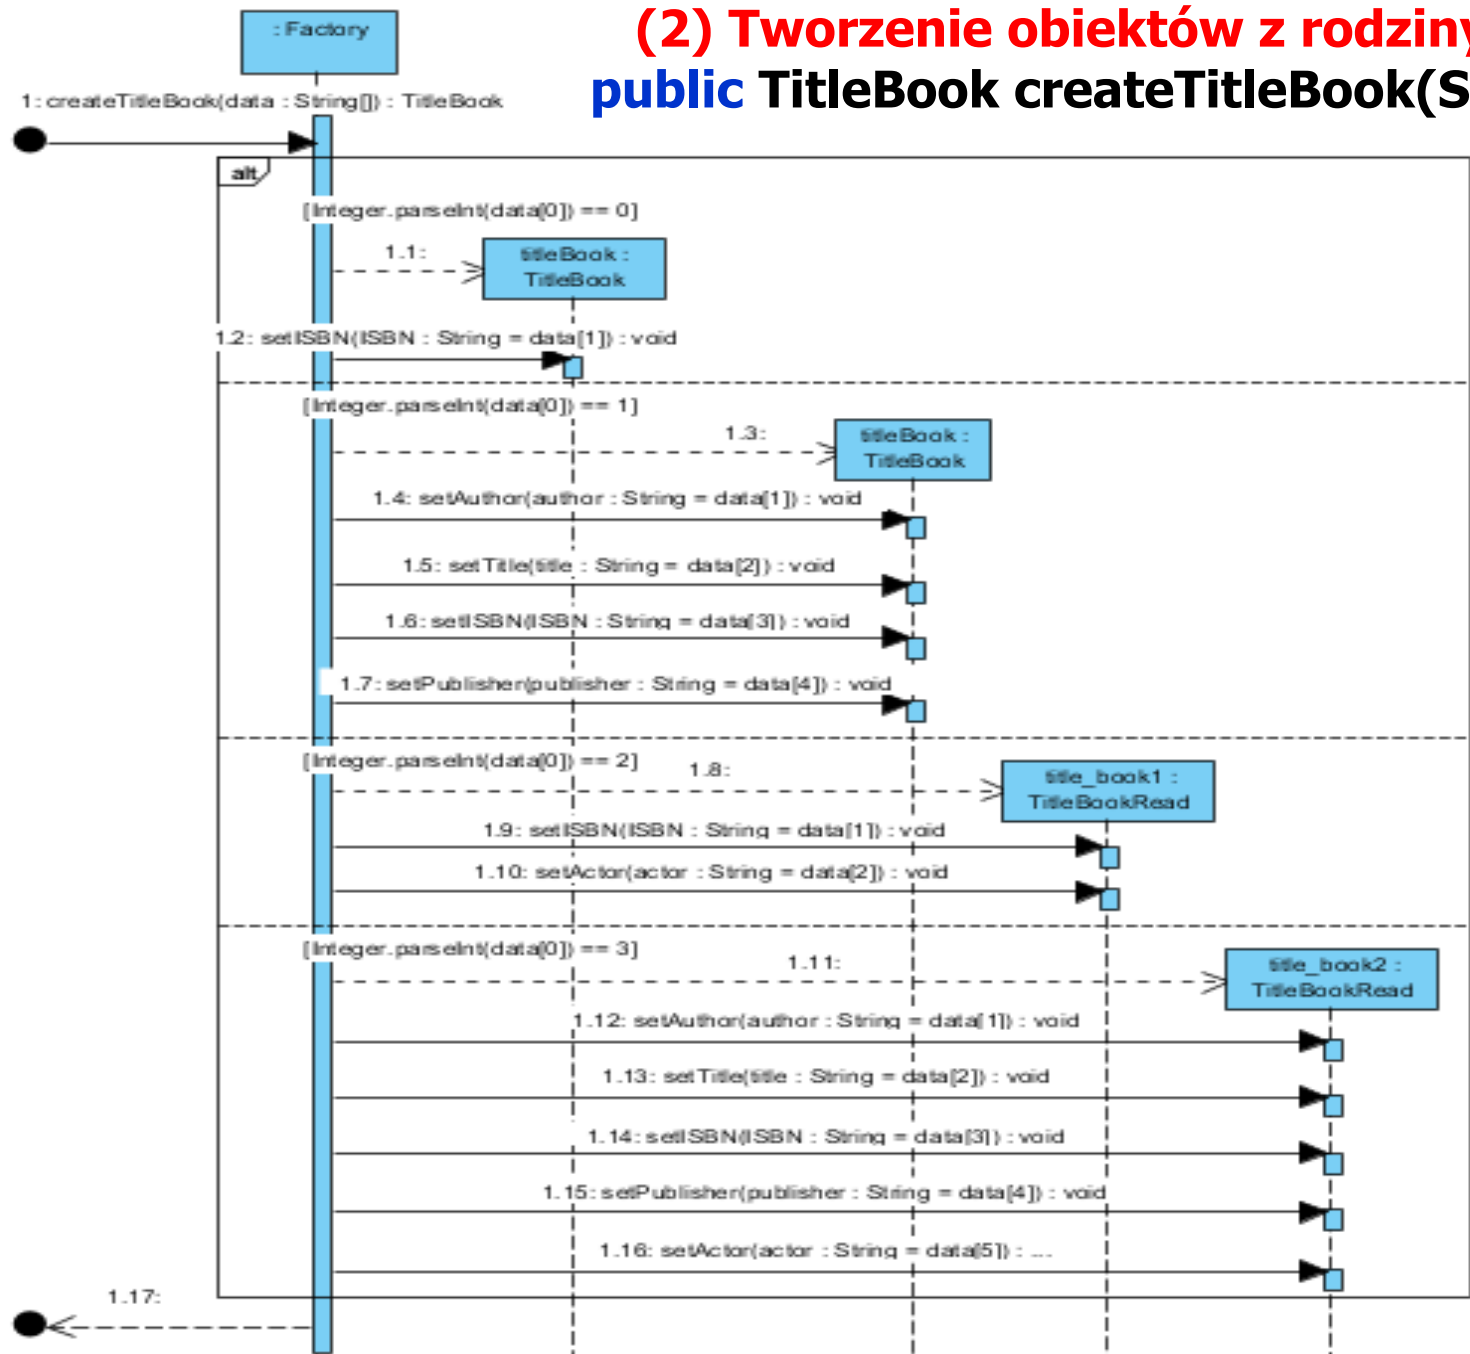 : Factory
(2) Tworzenie obiektów z rodziny
public TitleBook createTitleBook(S
1: createTitleBook(data : String[]) : TitleBook
alt
[Integer.parseInt(data[0]) == 0]
1.1:
titleBook :
TitleBook
1.2: setISBN(ISBN : String = data[1]) : void
[Integer.parseInt(data[0]) == 1]
1.3:
titleBook :
TitleBook
1.4: setAuthor(author : String = data[1]) : void
1.5: setTitle(title : String = data[2]) : void
1.6: setISBN(ISBN : String = data[3]) : void
1.7: setPublisher(publisher : String = data[4]) : void
[Integer.parseInt(data[0]) == 2]
1.8:
title_book1 :
TitleBookRead
1.9: setISBN(ISBN : String = data[1]) : void
1.10: setActor(actor : String = data[2]) : void
[Integer.parseInt(data[0]) == 3]
1.11:
title_book2 :
TitleBookRead
1.12: setAuthor(author : String = data[1]) : void
1.13: setTitle(title : String = data[2]) : void
1.14: setISBN(ISBN : String = data[3]) : void
1.15: setPublisher(publisher : String = data[4]) : void
1.16: setActor(actor : String = data[5]) : ...
1.17: